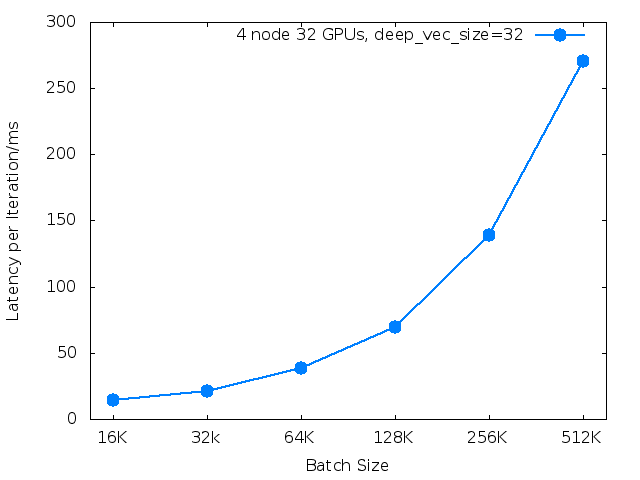 4 node 32 GPUs, deep_vec_size=32
300
250
200
150
100
50
0
Latency per Iteration/ms
16K 32K 64K 128K 256K 512K
Batch Size